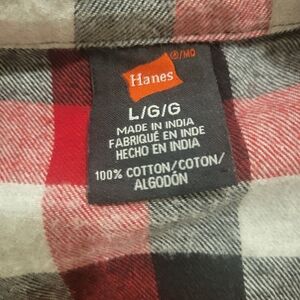 ®/MD
Hanes
L/G/G
MADE IN INDIA
FABRIQUÉ EN INDE
HECHO EN INDIA
100% COTTON/COTON/
ALGODÓN